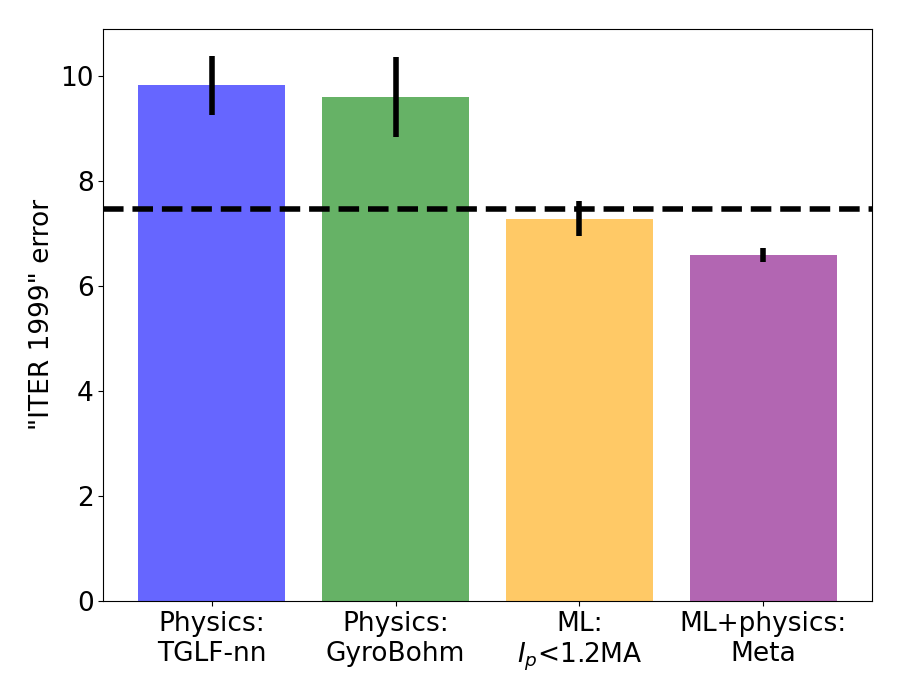 "ITER 1999" error
10
8
6
4
2
0
Physics:
TGLF-nn
Physics:
GyroBohm
ML:
I_p<1.2MA
ML+physics:
Meta